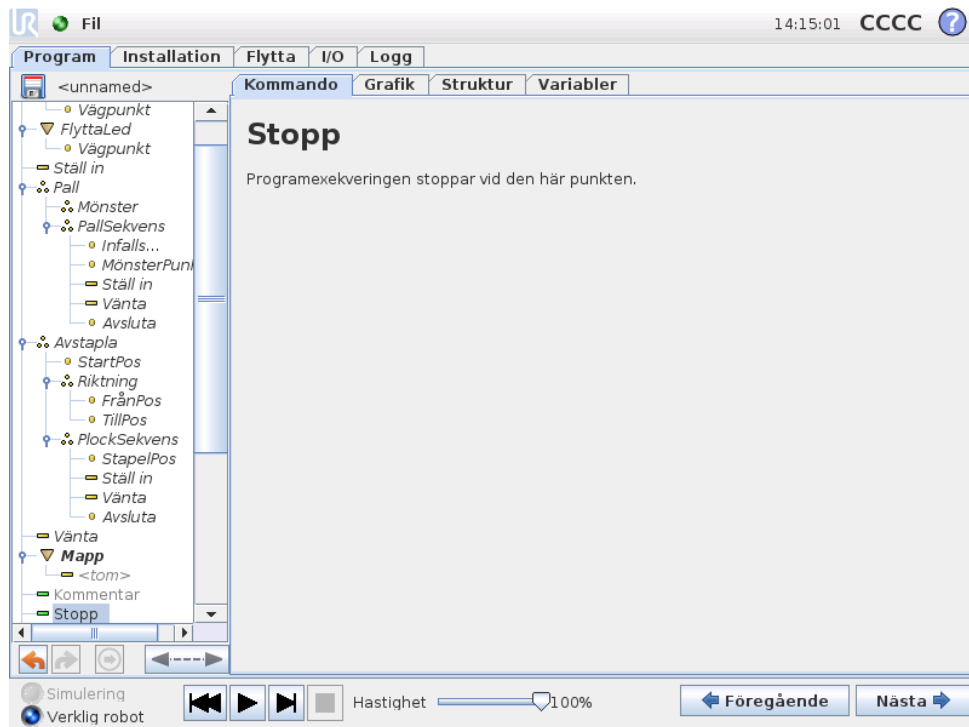 UR Fil 14:15:01 CCCC ?
Program Installation Flytta I/O Logg
<unnamed>
Kommando Grafik Struktur Variabler
Vägpunkt
FlyttaLed
Vägpunkt
Ställ in
Pall
Mönster
PallSekvens
Infalls...
MönsterPun
Ställ in
Vänta
Avsluta
Avstapla
StartPos
Riktning
FrånPos
TillPos
PlockSekvens
StapelPos
Ställ in
Vänta
Avsluta
Vänta
Mapp
<tom>
Kommentar
Stopp
Stopp
Programexekveringen stoppar vid den här punkten.
Simulering
Verklig robot
Hastighet 100%
Föregående Nästa